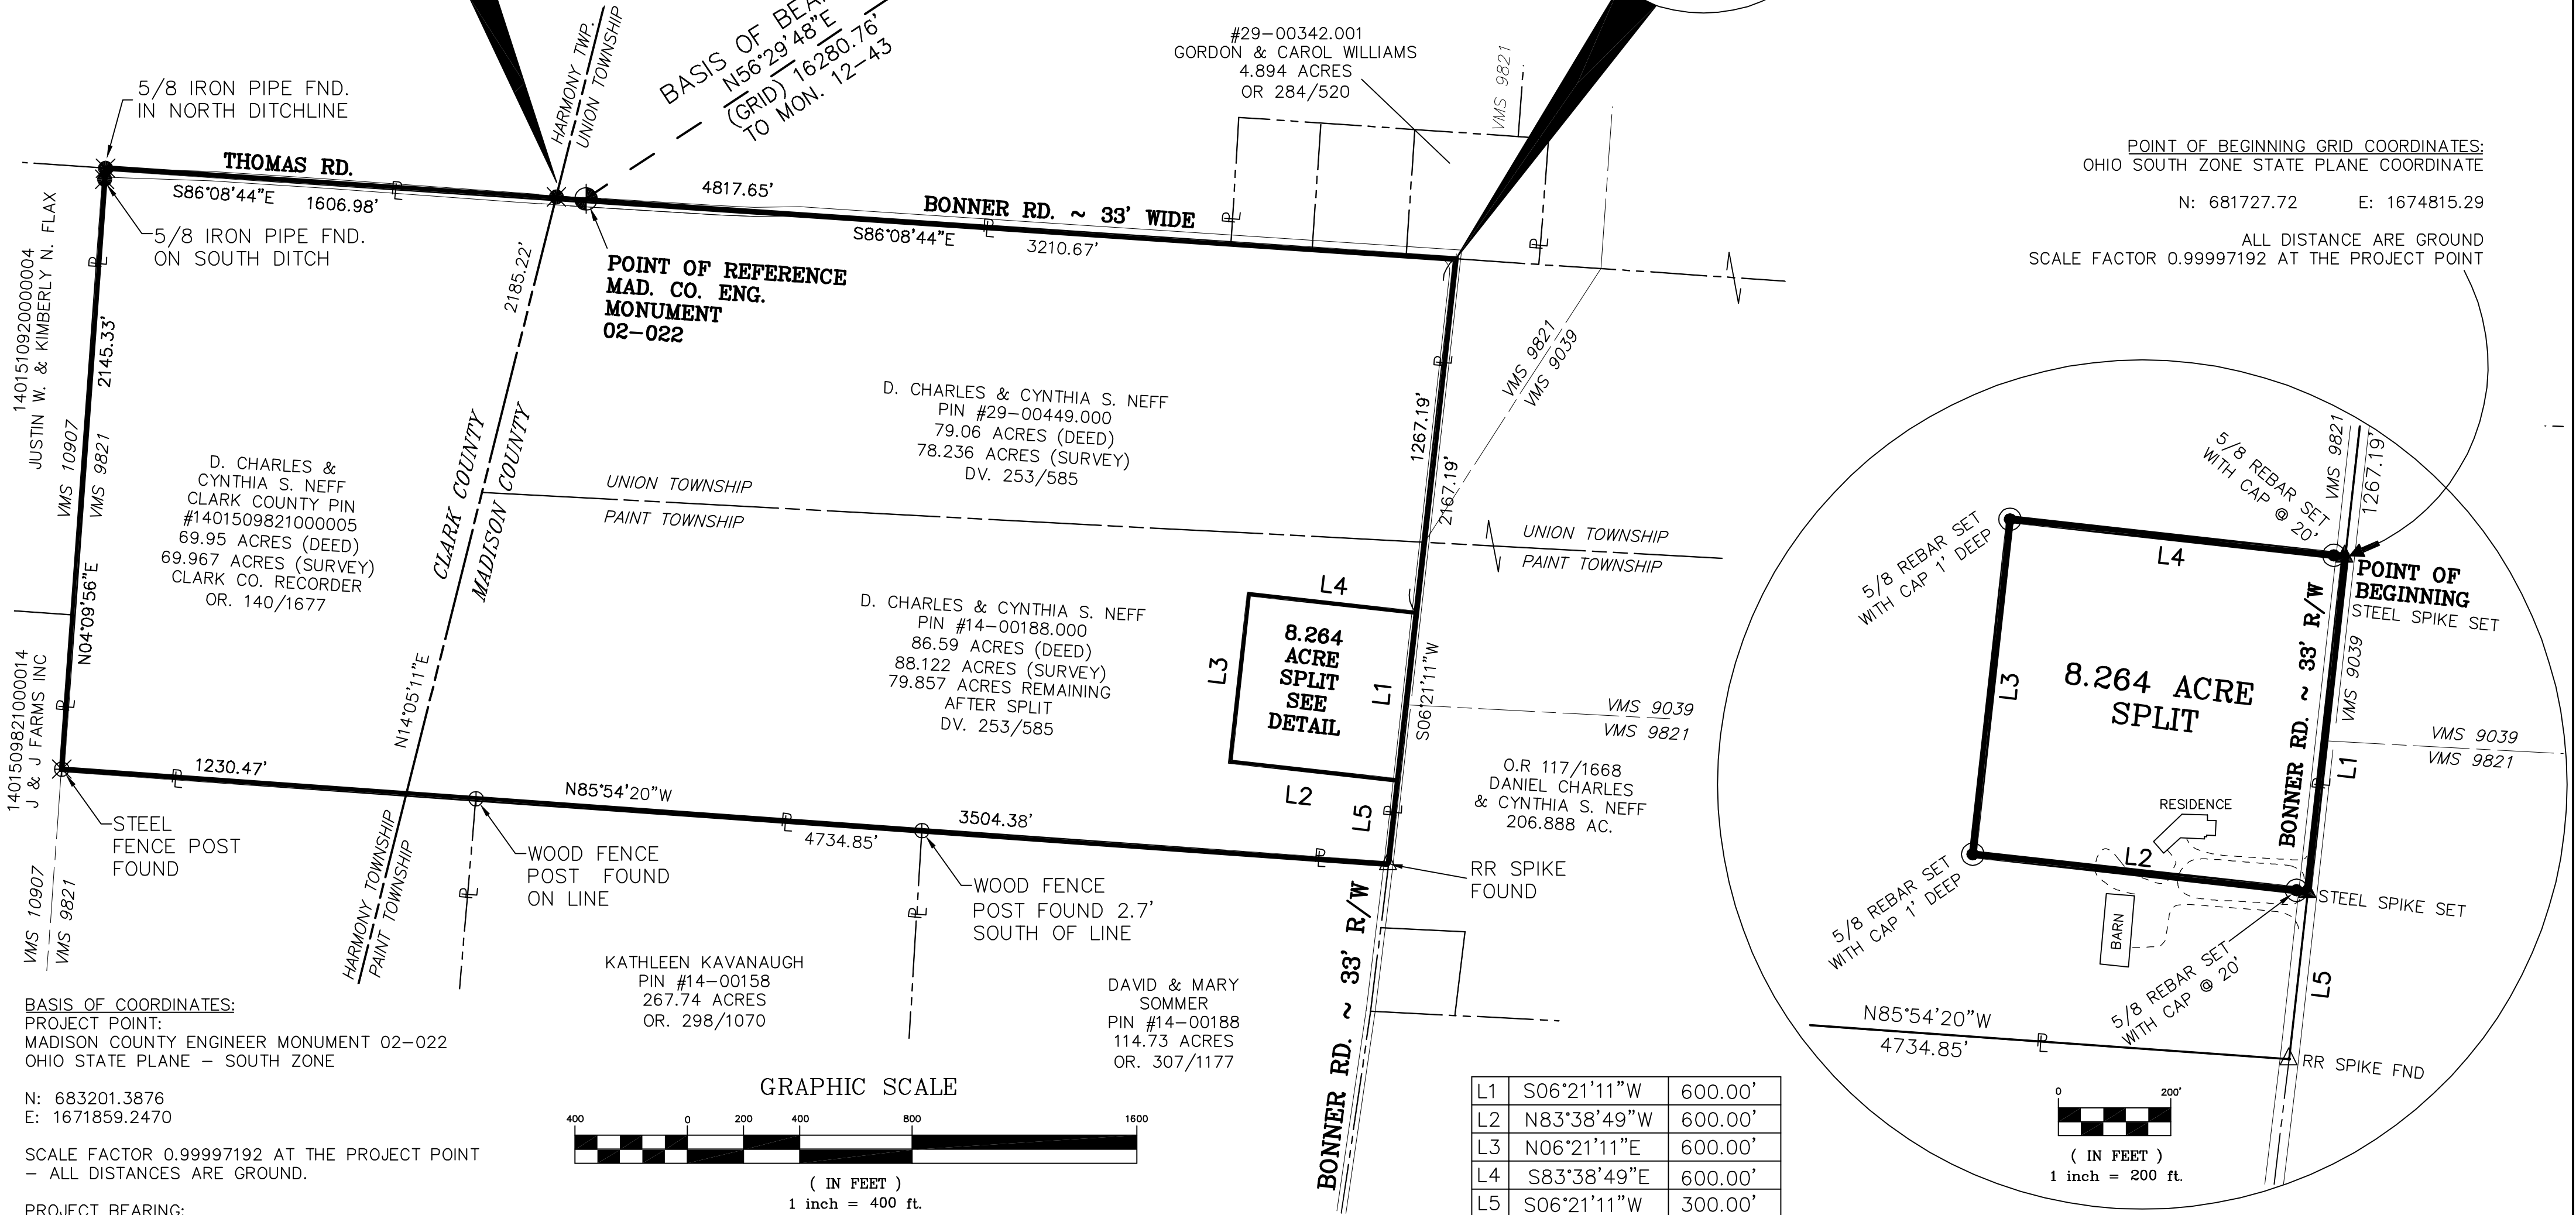 HARMONY TWP.
UNION TOWNSHIP
BASIS OF BEA
N56°29'48"E
(GRID) 16280.76'
TO MON. 12-43
#29-00342.001
GORDON & CAROL WILLIAMS
4.894 ACRES
OR 284/520
VMS 9821
5/8 IRON PIPE FND.
IN NORTH DITCHLINE
THOMAS RD.
S86°08'44"E 1606.98'
5/8 IRON PIPE FND.
ON SOUTH DITCH
4817.65'
BONNER RD. ~ 33' WIDE
S86°08'44"E
3210.67'
POINT OF REFERENCE
MAD. CO. ENG.
MONUMENT
02-022
2185.22'
POINT OF BEGINNING GRID COORDINATES:
OHIO SOUTH ZONE STATE PLANE COORDINATE
N: 681727.72 E: 1674815.29
ALL DISTANCE ARE GROUND
SCALE FACTOR 0.99997192 AT THE PROJECT POINT
1401510920000004
JUSTIN W. & KIMBERLY N. FLAX
VMS 10907
VMS 9821
2145.33'
N04°09'56"E
D. CHARLES &
CYNTHIA S. NEFF
CLARK COUNTY PIN
#1401509821000005
69.95 ACRES (DEED)
69.967 ACRES (SURVEY)
CLARK CO. RECORDER
OR. 140/1677
CLARK COUNTY
MADISON COUNTY
N14°05'11"E
D. CHARLES & CYNTHIA S. NEFF
PIN #29-00449.000
79.06 ACRES (DEED)
78.236 ACRES (SURVEY)
DV. 253/585
UNION TOWNSHIP
PAINT TOWNSHIP
1267.19'
2167.19'
VMS 9821
VMS 9039
UNION TOWNSHIP
PAINT TOWNSHIP
D. CHARLES & CYNTHIA S. NEFF
PIN #14-00188.000
86.59 ACRES (DEED)
88.122 ACRES (SURVEY)
79.857 ACRES REMAINING
AFTER SPLIT
DV. 253/585
L4
L3
8.264
ACRE
SPLIT
SEE
DETAIL
L1
L2
L5
S06°21'11"W
VMS 9039
VMS 9821
O.R 117/1668
DANIEL CHARLES
& CYNTHIA S. NEFF
206.888 AC.
RR SPIKE
FOUND
1401509821000014
J & J FARMS INC
1230.47'
N85°54'20"W
4734.85'
3504.38'
STEEL
FENCE POST
FOUND
VMS 10907
VMS 9821
HARMONY TOWNSHIP
PAINT TOWNSHIP
WOOD FENCE
POST FOUND
ON LINE
WOOD FENCE
POST FOUND 2.7'
SOUTH OF LINE
KATHLEEN KAVANAUGH
PIN #14-00158
267.74 ACRES
OR. 298/1070
DAVID & MARY
SOMMER
PIN #14-00188
114.73 ACRES
OR. 307/1177
BONNER RD. ~ 33' R/W
BASIS OF COORDINATES:
PROJECT POINT:
MADISON COUNTY ENGINEER MONUMENT 02-022
OHIO STATE PLANE - SOUTH ZONE
N: 683201.3876
E: 1671859.2470
SCALE FACTOR 0.99997192 AT THE PROJECT POINT
- ALL DISTANCES ARE GROUND.
PROJECT BEARING:
GRAPHIC SCALE
400 0 200 400 800 1600
( IN FEET )
1 inch = 400 ft.
L1 S06°21'11"W 600.00'
L2 N83°38'49"W 600.00'
L3 N06°21'11"E 600.00'
L4 S83°38'49"E 600.00'
L5 S06°21'11"W 300.00'
5/8 REBAR SET
WITH CAP @ 20'
VMS 9821
1267.19'
5/8 REBAR SET
WITH CAP 1' DEEP
L4
POINT OF
BEGINNING
STEEL SPIKE SET
BONNER RD. ~ 33' R/W
VMS 9039
L3
8.264 ACRE
SPLIT
VMS 9039
VMS 9821
L1
RESIDENCE
L2
BARN
STEEL SPIKE SET
5/8 REBAR SET
WITH CAP 1' DEEP
5/8 REBAR SET
WITH CAP @ 20'
L5
N85°54'20"W
4734.85'
RR SPIKE FND
0 200'
( IN FEET )
1 inch = 200 ft.